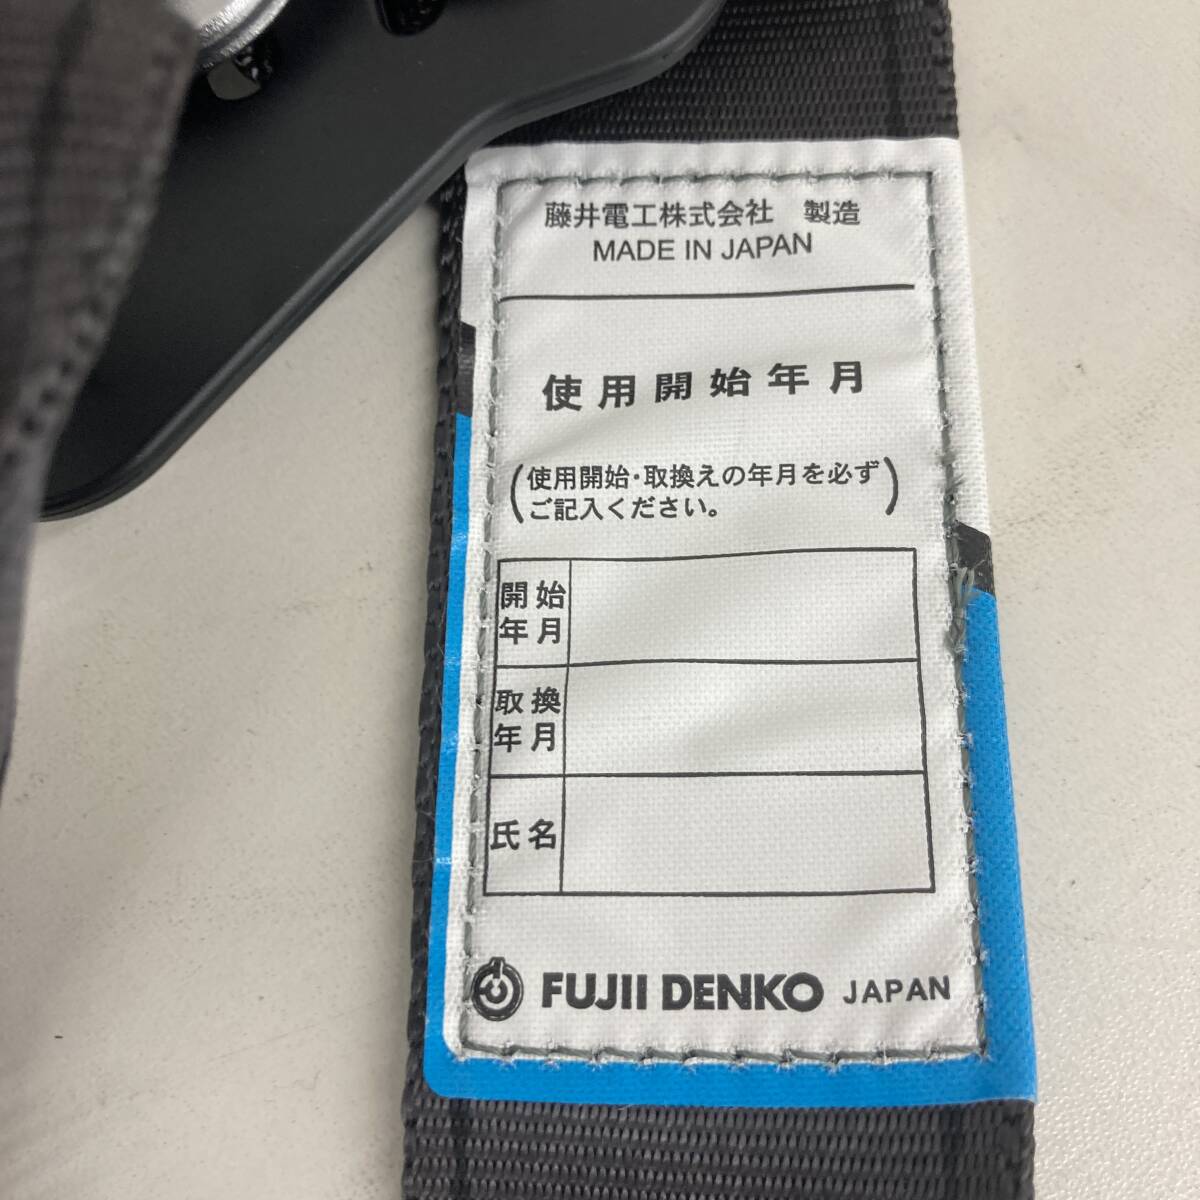 藤井電工株式会社 製造
MADE IN JAPAN
使用開始年月
(使用開始・取換えの年月を必ず
ご記入ください。)
開始
年月
取換
年月
氏名
FUJII DENKO JAPAN